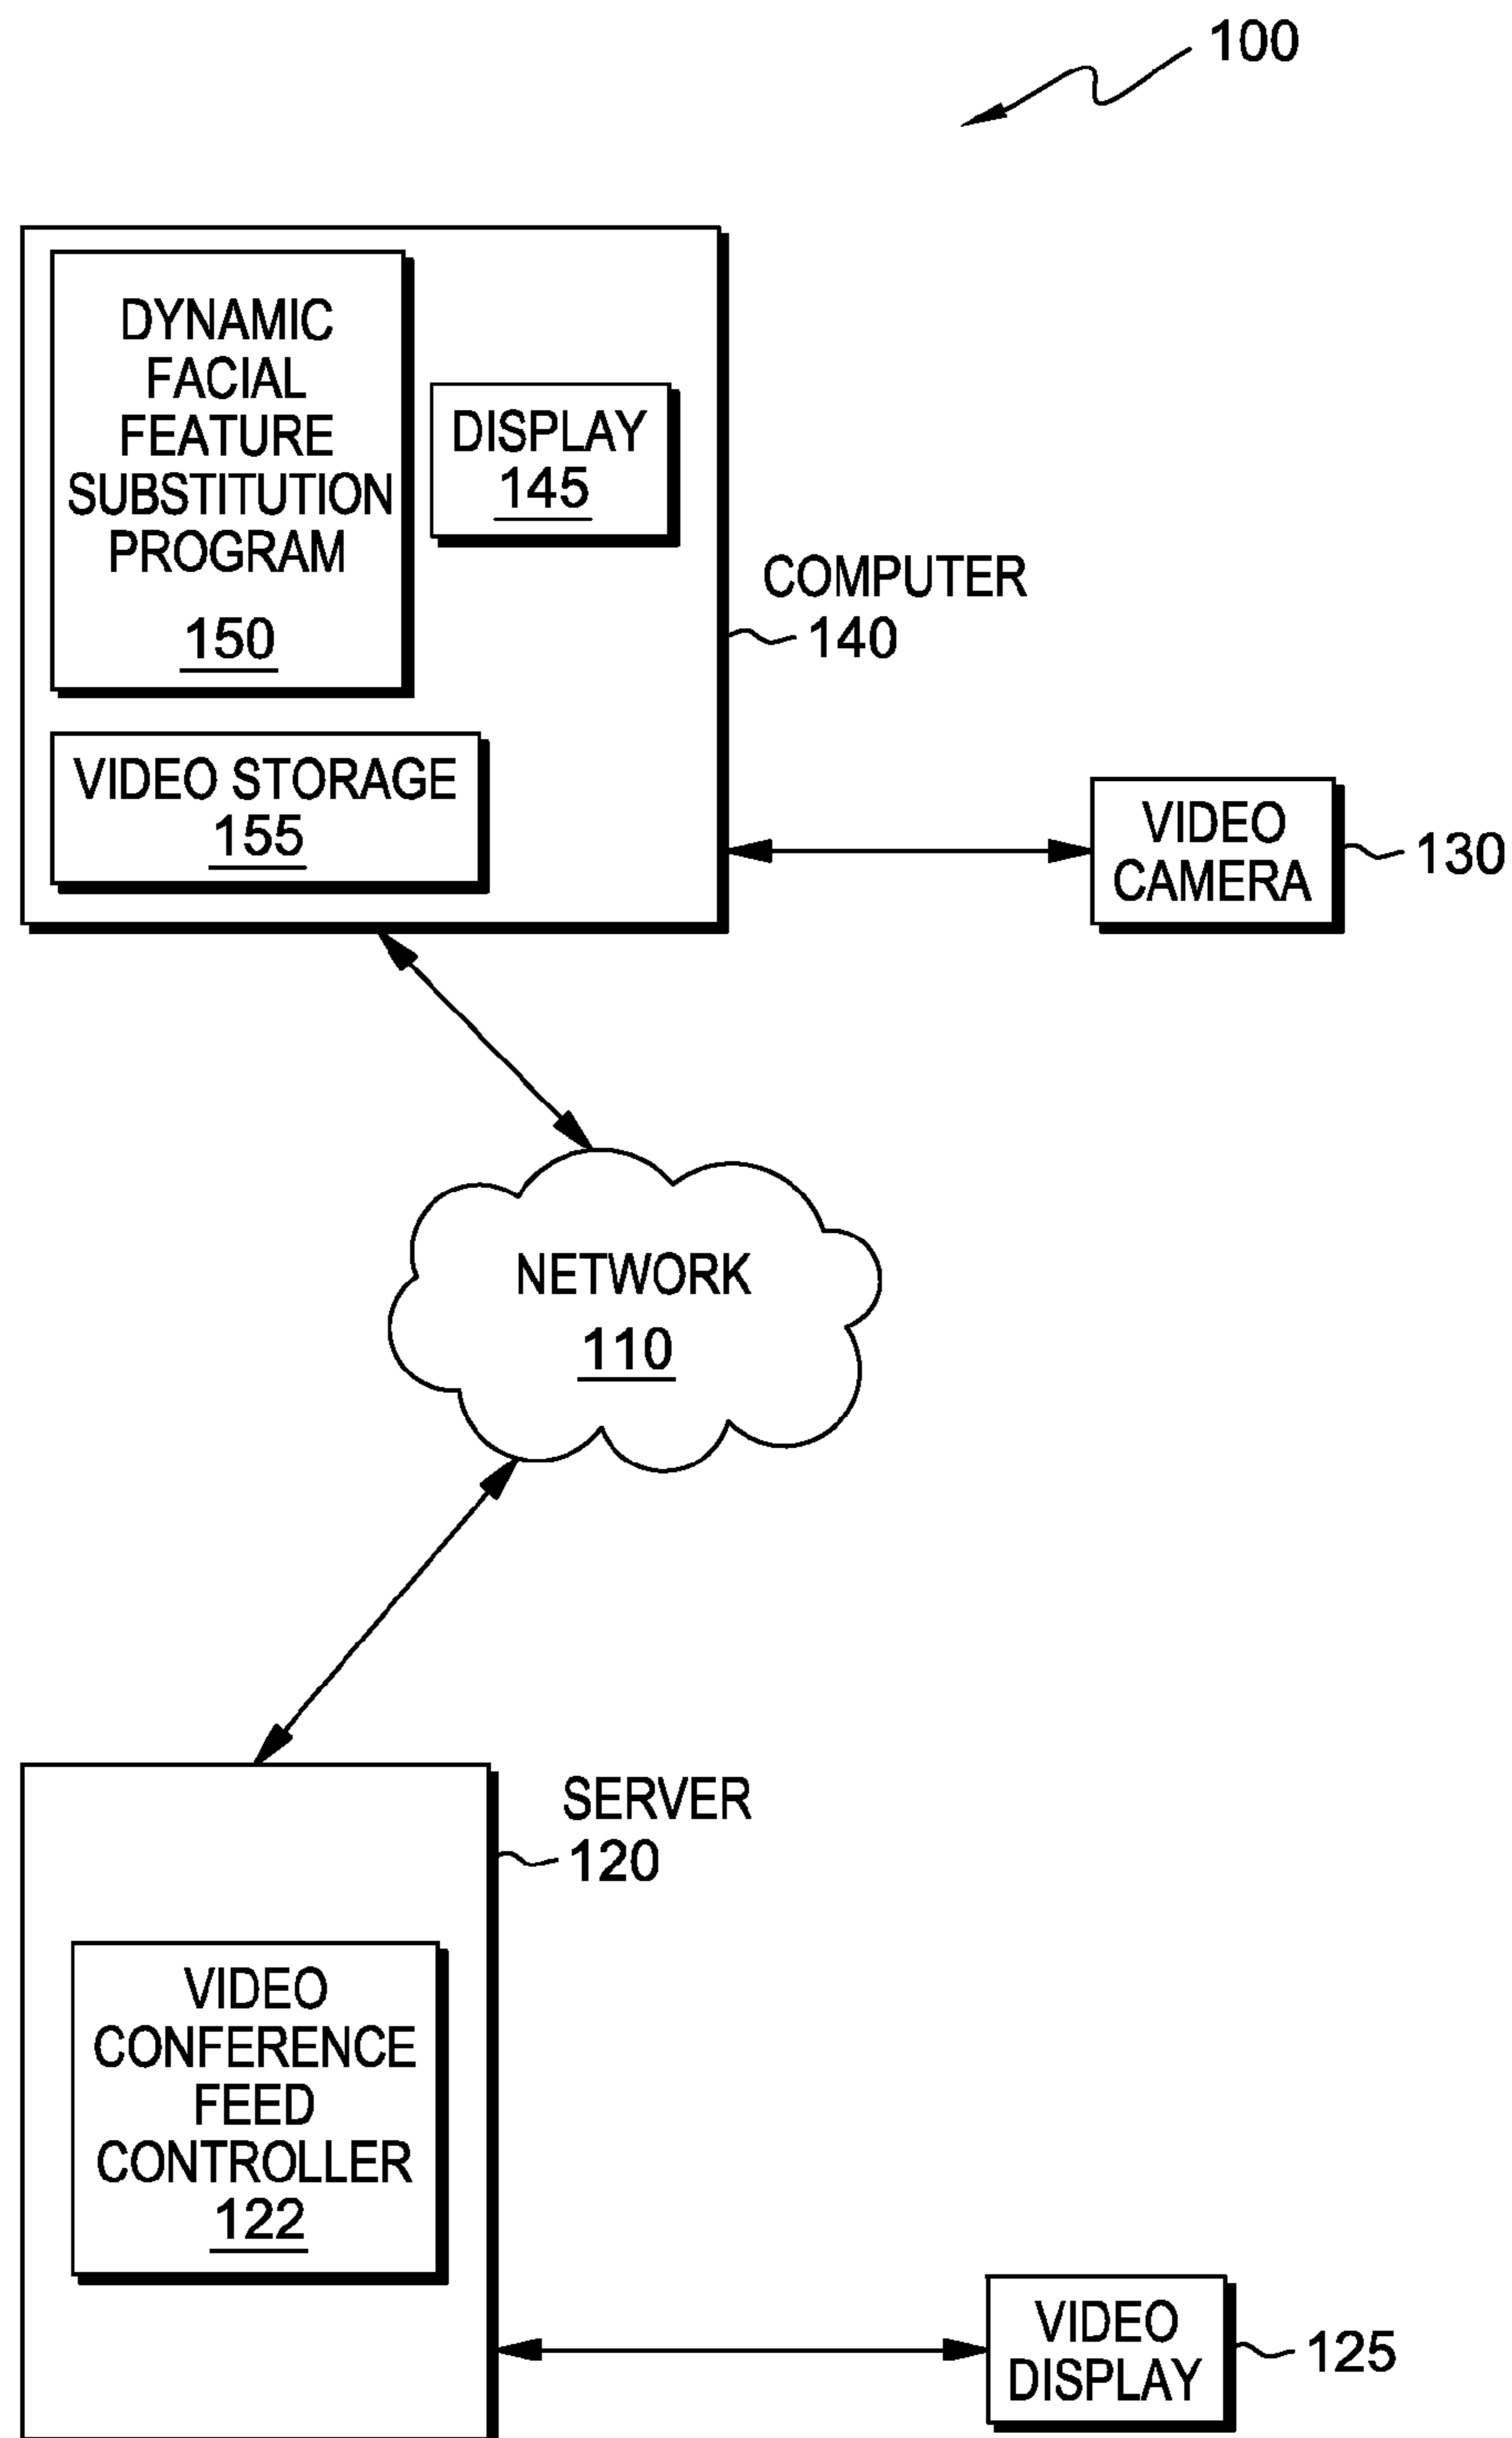 100
DYNAMIC
FACIAL
FEATURE
SUBSTITUTION
PROGRAM
150
DISPLAY
145
COMPUTER
140
VIDEO STORAGE
155
VIDEO
CAMERA
130
NETWORK
110
SERVER
120
VIDEO
CONFERENCE
FEED
CONTROLLER
122
VIDEO
DISPLAY
125